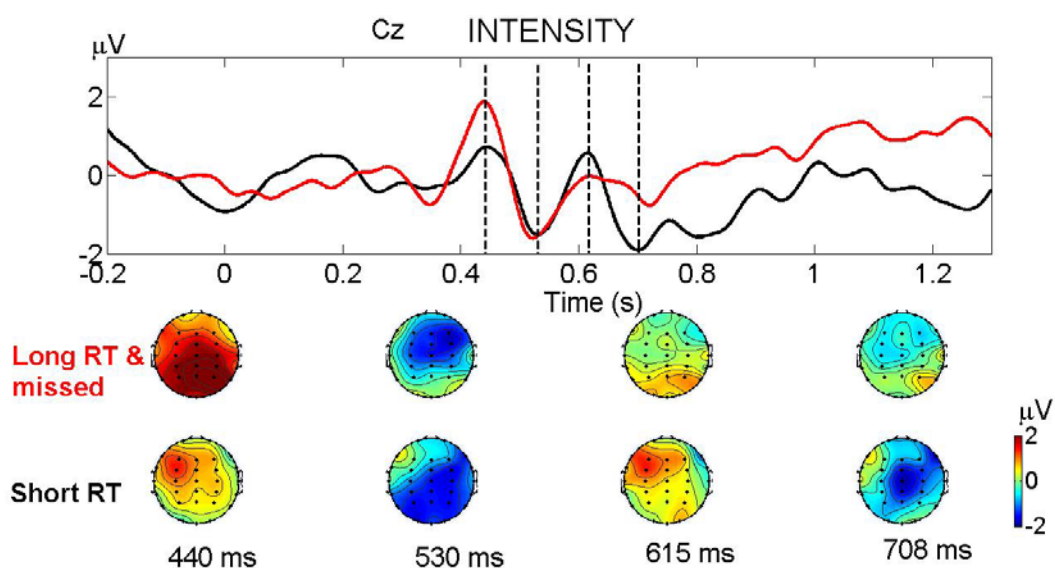 Cz INTENSITY
μV
2
0
-2
-0.2 0 0.2 0.4 0.6 0.8 1 1.2
Time (s)
Long RT &
missed
Short RT
μV
2
0
-2
440 ms 530 ms 615 ms 708 ms